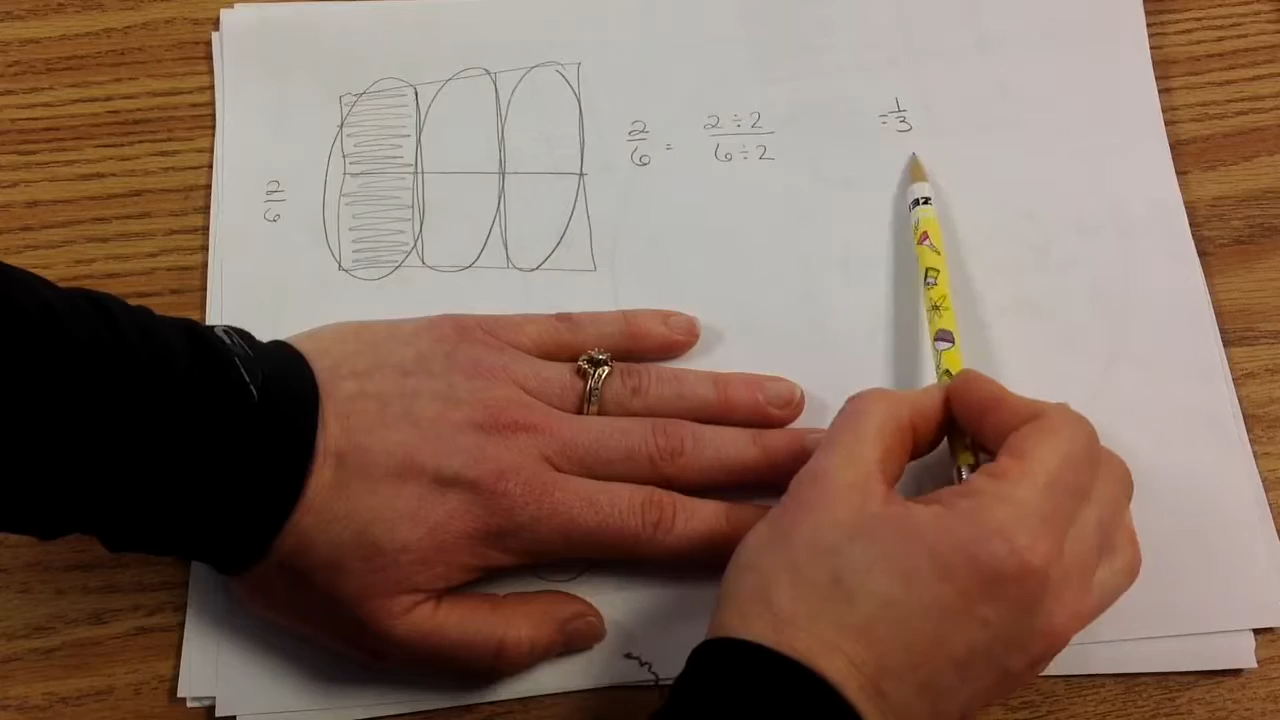 2/6
2/6 = 2÷2/6÷2 = 1/3